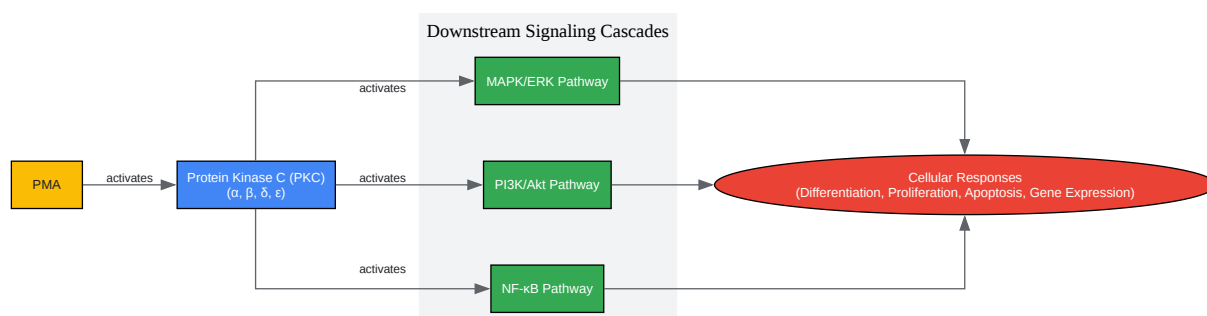 Downstream Signaling Cascades
MAPK/ERK Pathway
activates
PMA
activates
Protein Kinase C (PKC)
(α, β, δ, ε)
activates
PI3K/Akt Pathway
Cellular Responses
(Differentiation, Proliferation, Apoptosis, Gene Expression)
activates
NF-κB Pathway